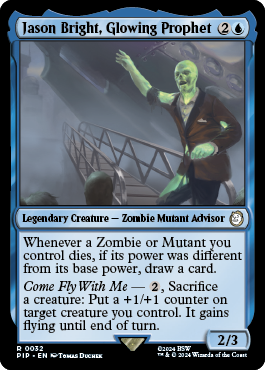 Jason Bright, Glowing Prophet 2
Legendary Creature — Zombie Mutant Advisor
Whenever a Zombie or Mutant you
control dies, if its power was different
from its base power, draw a card.
Come Fly With Me — 2, Sacrifice
a creature: Put a +1/+1 counter on
target creature you control. It gains
flying until end of turn.
2/3
R 0032
PIP • EN Tomas Duchek
©2024 BSW
™ & © 2024 Wizards of the Coast